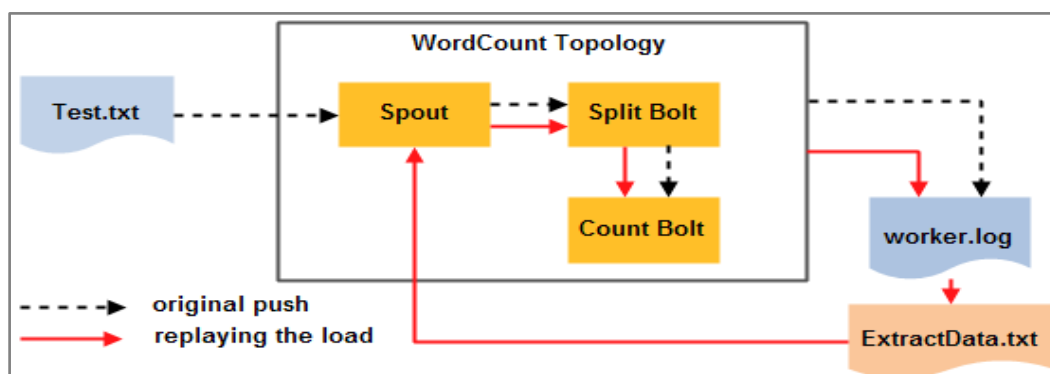 WordCount Topology
Test.txt
Spout
Split Bolt
Count Bolt
worker.log
original push
replaying the load
ExtractData.txt